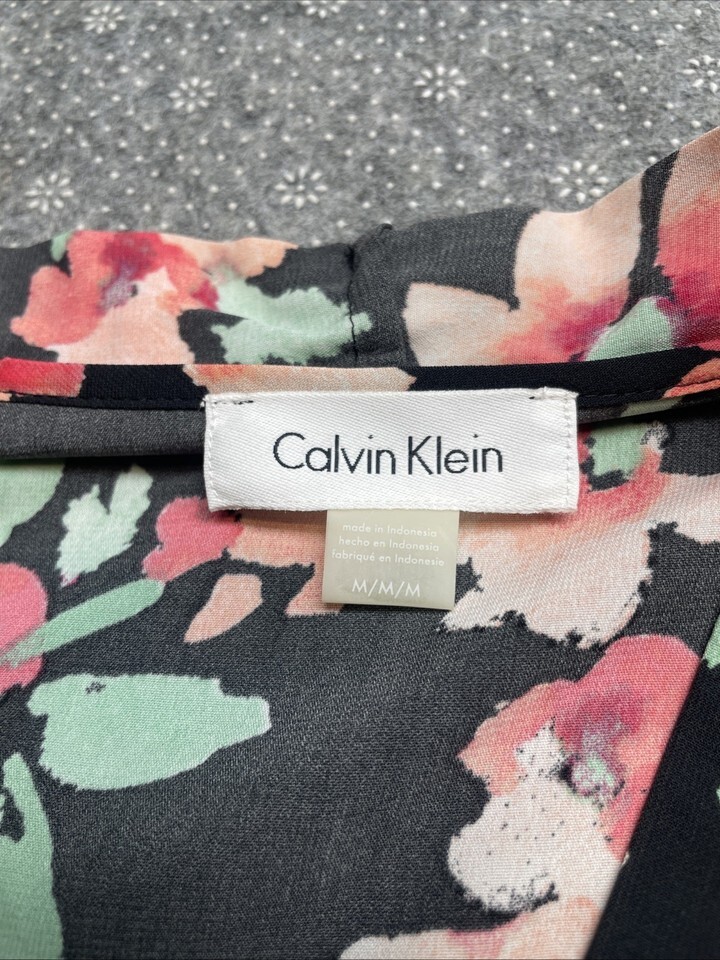 Calvin Klein
made in Indonesia
hecho en Indonesia
fabriqué en Indonesie
M/M/M